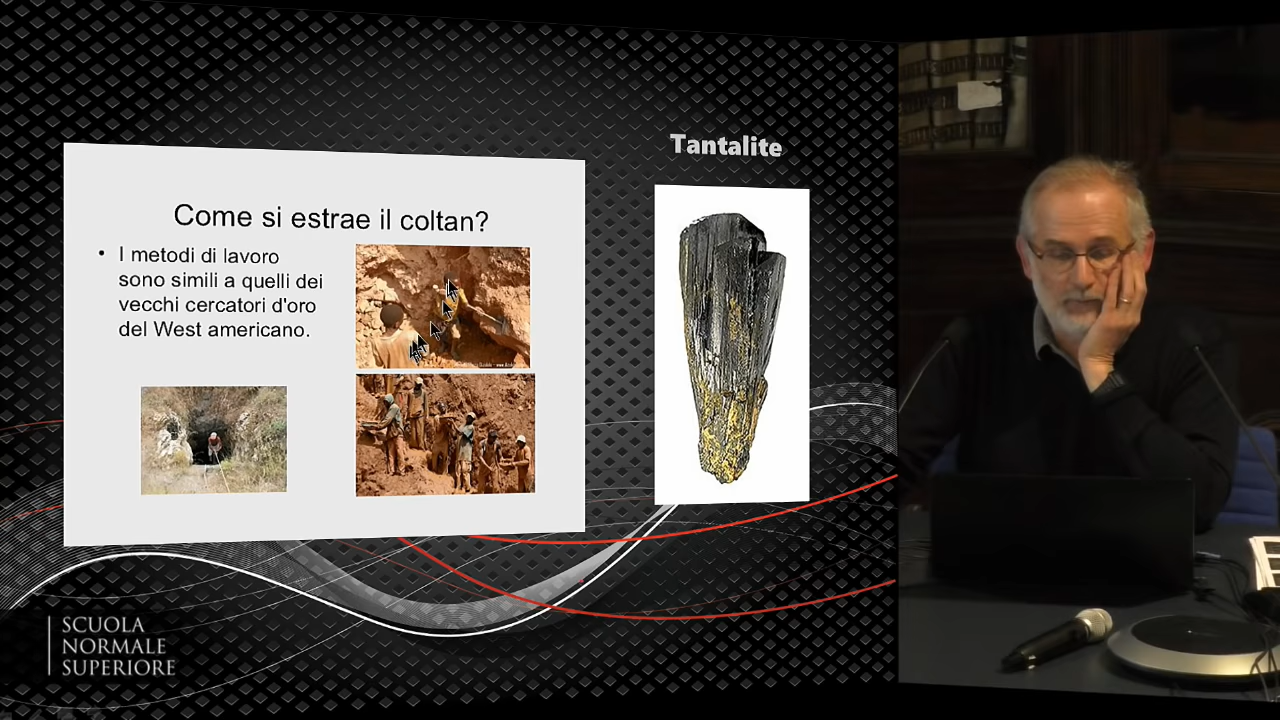 Tantalite
Come si estrae il coltan?
• I metodi di lavoro
sono simili a quelli dei
vecchi cercatori d'oro
del West americano.
SCUOLA
NORMALE
SUPERIORE